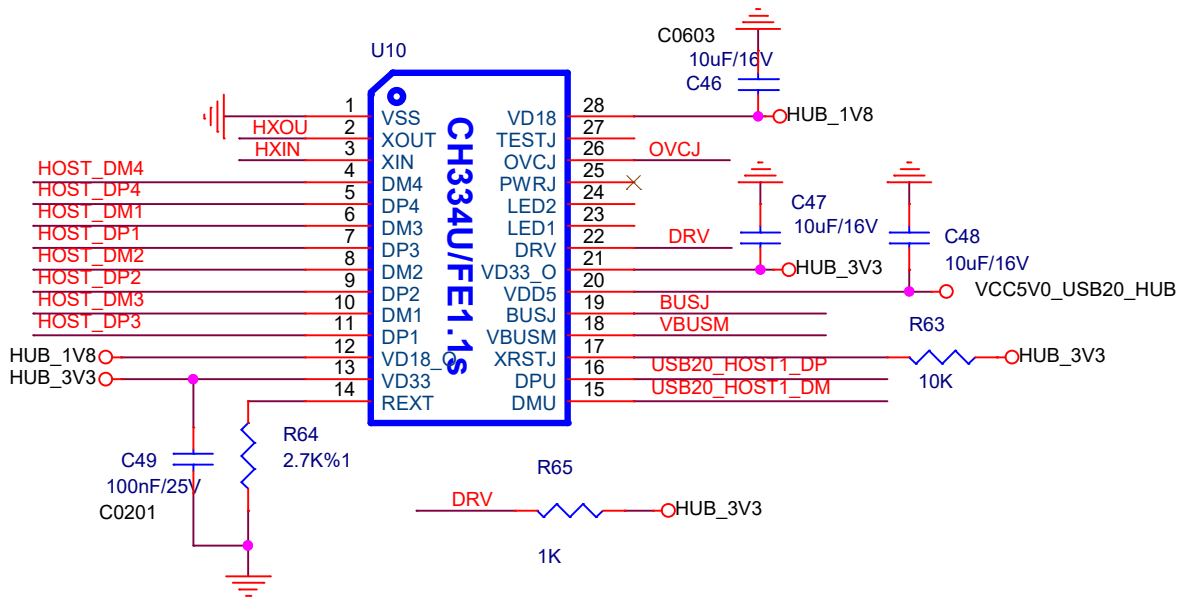 U10
C0603
10uF/16V
C46
HUB_1V8
CH334U/FE1.1s
1 VSS
HXOU 2 XOUT
HXIN 3 XIN
HOST_DM4 4 DM4
HOST_DP4 5 DP4
HOST_DM1 6 DM3
HOST_DP1 7 DP3
HOST_DM2 8 DM2
HOST_DP2 9 DP2
HOST_DM3 10 DM1
HOST_DP3 11 DP1
HUB_1V8 12 VD18_O
HUB_3V3 13 VD33
14 REXT
VD18 28
TESTJ 27
OVCJ 26 OVCJ
PWRJ 25
LED2 24
LED1 23
DRV 22 DRV
VD33_O 21
VDD5 20
BUSJ 19 BUSJ
VBUSM 18 VBUSM
XRSTJ 17
DPU 16 USB20_HOST1_DP
DMU 15 USB20_HOST1_DM
C47
10uF/16V
HUB_3V3
C48
10uF/16V
VCC5V0_USB20_HUB
R63
10K
HUB_3V3
C49
100nF/25V
C0201
R64
2.7K%1
R65
DRV
HUB_3V3
1K